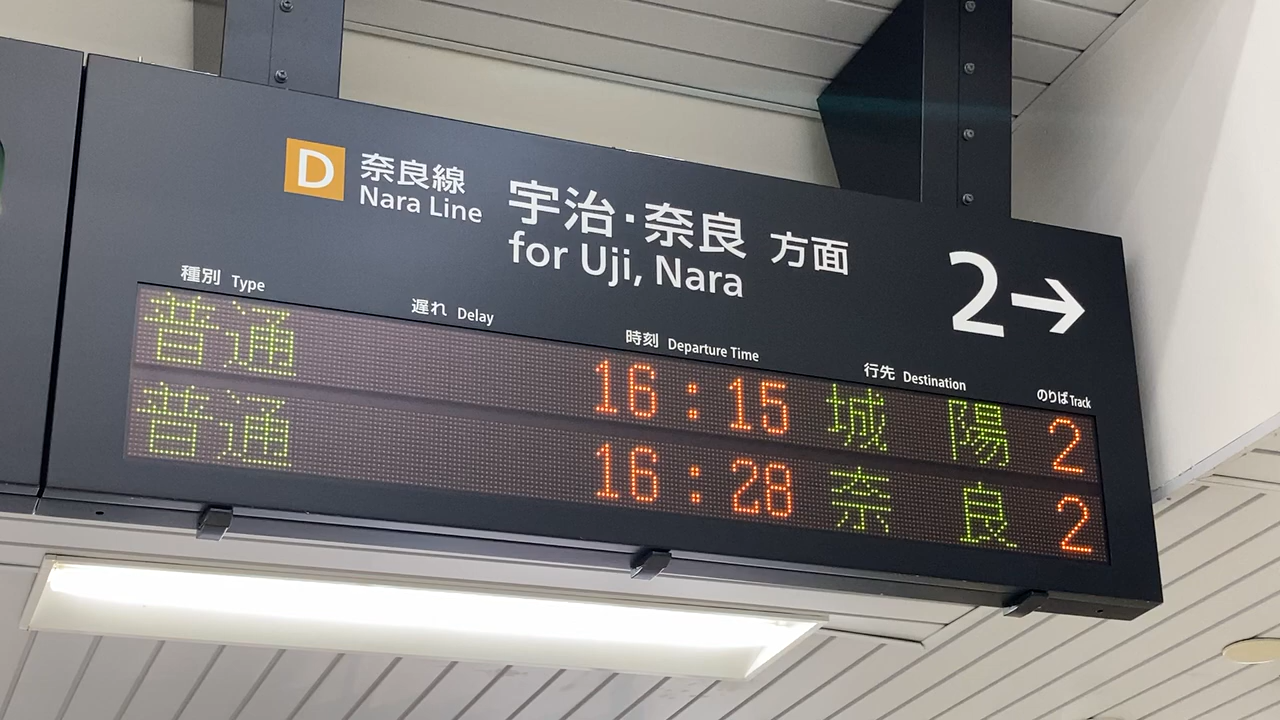 D 奈良線 宇治・奈良 方面 2→
Nara Line for Uji, Nara
種別 Type 遅れ Delay 時刻 Departure Time 行先 Destination のりば Track
普通 16:15 城陽 2
普通 16:28 奈良 2